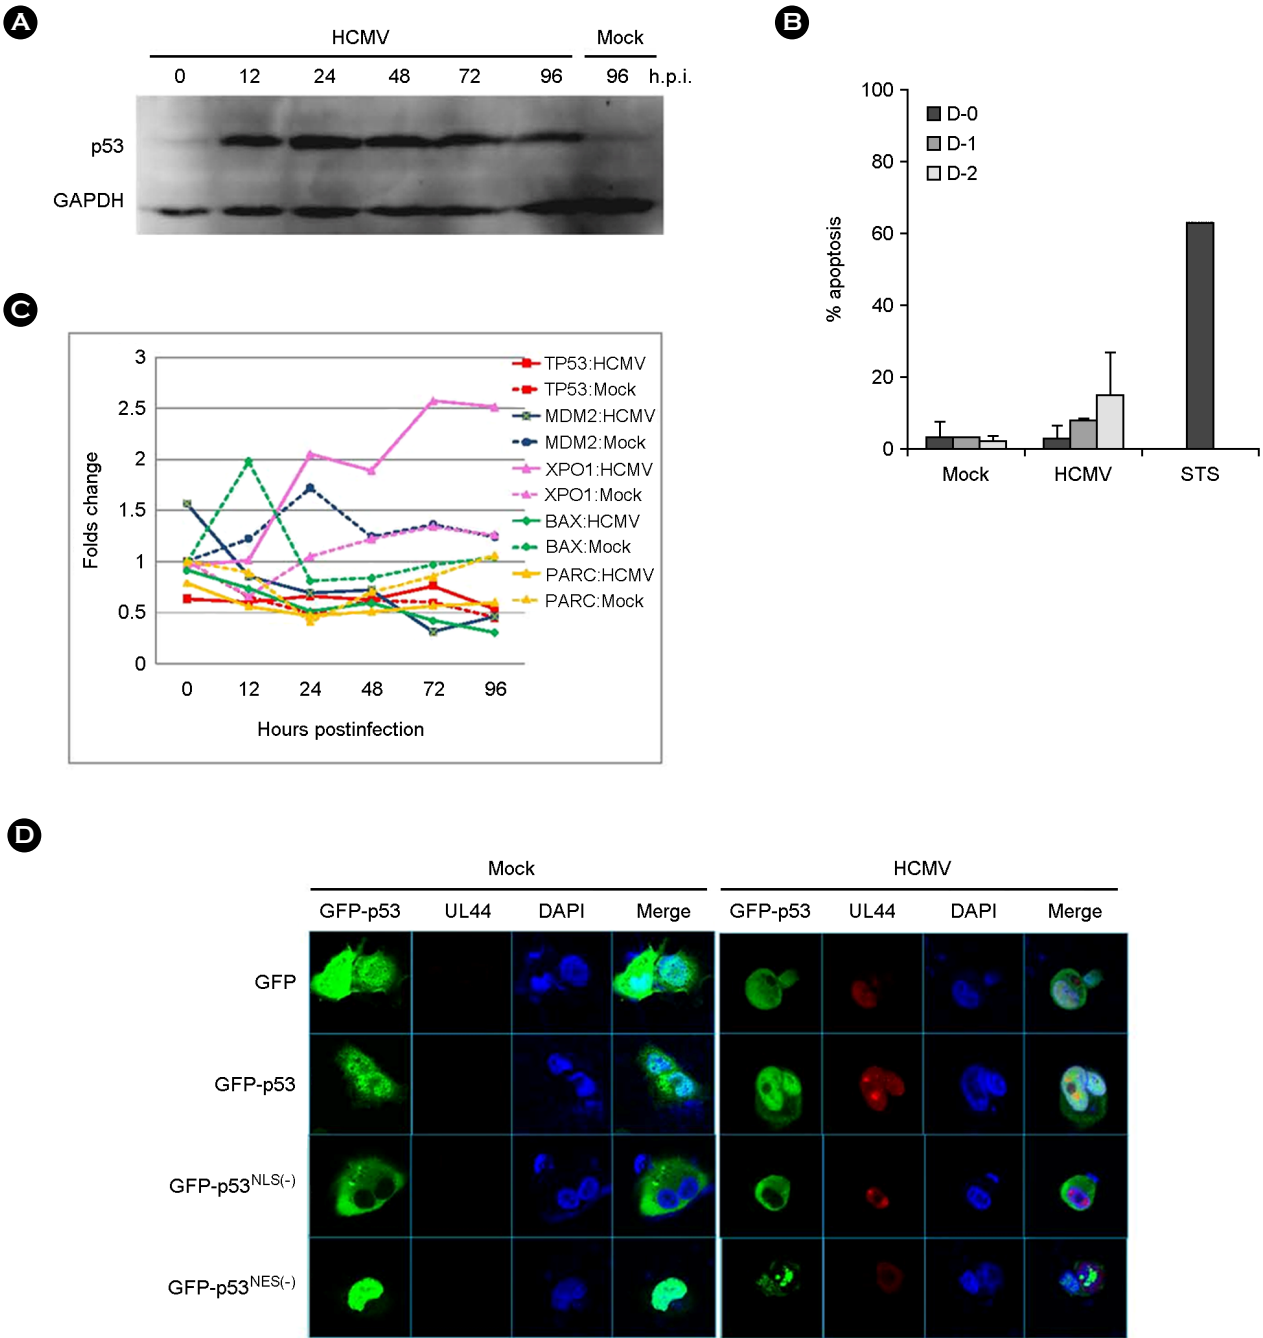 A
HCMV Mock
0 12 24 48 72 96 96 h.p.i.
p53
GAPDH
B
100
80
60
40
20
0
% apoptosis
D-0
D-1
D-2
Mock HCMV STS
C
3
2.5
2
1.5
1
0.5
0
Folds change
0 12 24 48 72 96
Hours postinfection
TP53:HCMV
TP53:Mock
MDM2:HCMV
MDM2:Mock
XPO1:HCMV
XPO1:Mock
BAX:HCMV
BAX:Mock
PARC:HCMV
PARC:Mock
D
Mock HCMV
GFP-p53 UL44 DAPI Merge GFP-p53 UL44 DAPI Merge
GFP
GFP-p53
GFP-p53NLS(-)
GFP-p53NES(-)